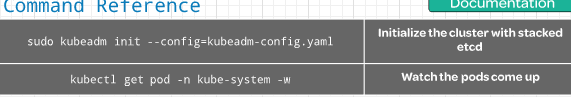 Command Reference
Documentation
sudo kubeadm init --config=kubeadm-config.yaml
Initialize the cluster with stacked
etcd
kubectl get pod -n kube-system -w
Watch the pods come up